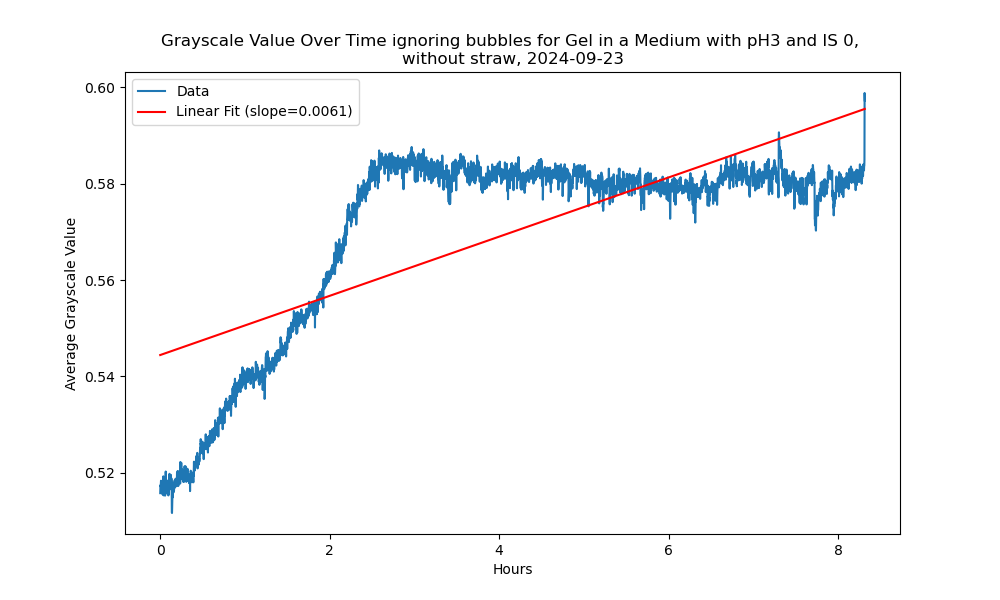 Grayscale Value Over Time ignoring bubbles for Gel in a Medium with pH3 and IS 0,
without straw, 2024-09-23
Data
Linear Fit (slope=0.0061)
Average Grayscale Value
0.60
0.58
0.56
0.54
0.52
0
2
4
6
8
Hours